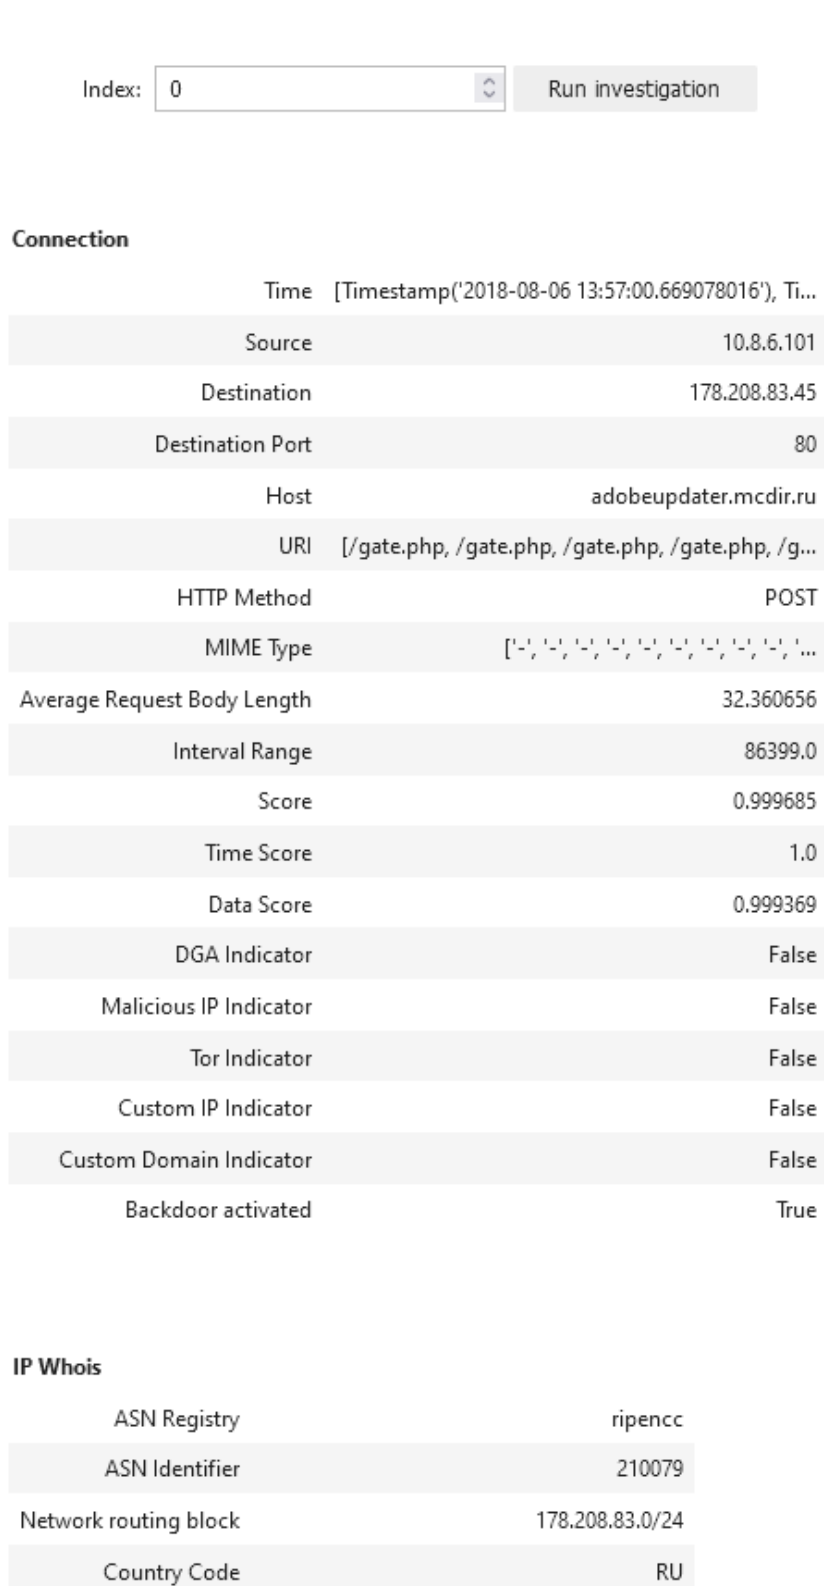 Index: 0 Run investigation
Connection
Time [Timestamp('2018-08-06 13:57:00.669078016'), Ti...
Source 10.8.6.101
Destination 178.208.83.45
Destination Port 80
Host adobeupdater.mcdir.ru
URI [/gate.php, /gate.php, /gate.php, /gate.php, /g...
HTTP Method POST
MIME Type ['-', '-', '-', '-', '-', '-', '-', '-', '-', '...
Average Request Body Length 32.360656
Interval Range 86399.0
Score 0.999685
Time Score 1.0
Data Score 0.999369
DGA Indicator False
Malicious IP Indicator False
Tor Indicator False
Custom IP Indicator False
Custom Domain Indicator False
Backdoor activated True
IP Whois
ASN Registry ripencc
ASN Identifier 210079
Network routing block 178.208.83.0/24
Country Code RU